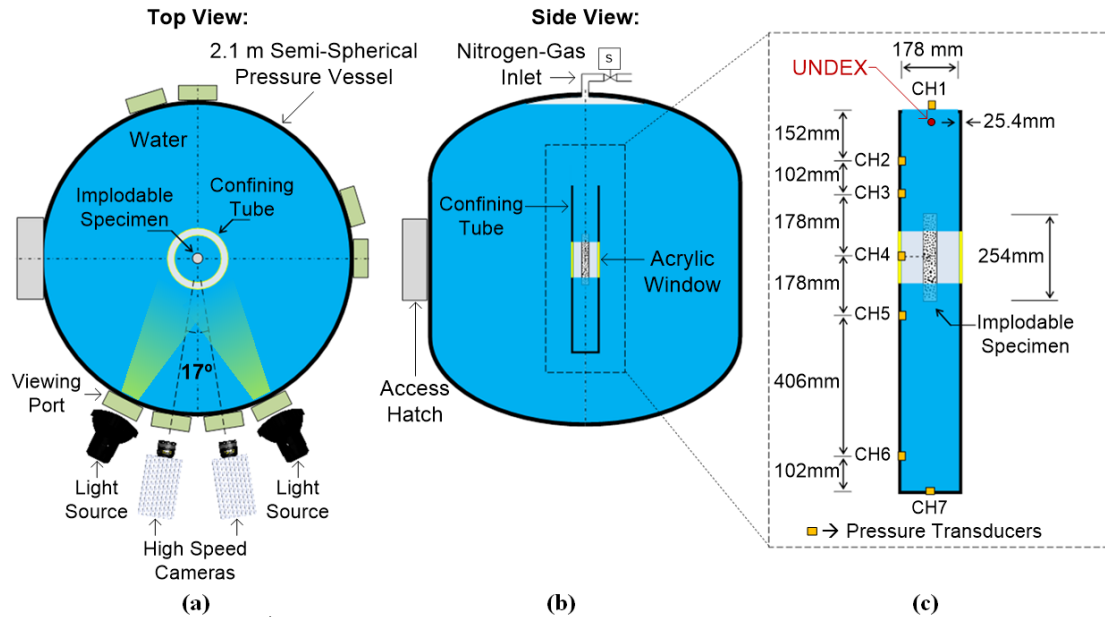 Top View:
2.1 m Semi-Spherical
Pressure Vessel
Water
Implodable
Specimen
Confining
Tube
17º
Viewing
Port
Light
Source
High Speed
Cameras
Light
Source
(a)
Side View:
Nitrogen-Gas
Inlet
S
Confining
Tube
Acrylic
Window
Access
Hatch
(b)
178 mm
UNDEX
CH1
25.4mm
152mm
CH2
102mm
CH3
178mm
CH4
254mm
178mm
CH5
Implodable
Specimen
406mm
CH6
102mm
CH7
→ Pressure Transducers
(c)